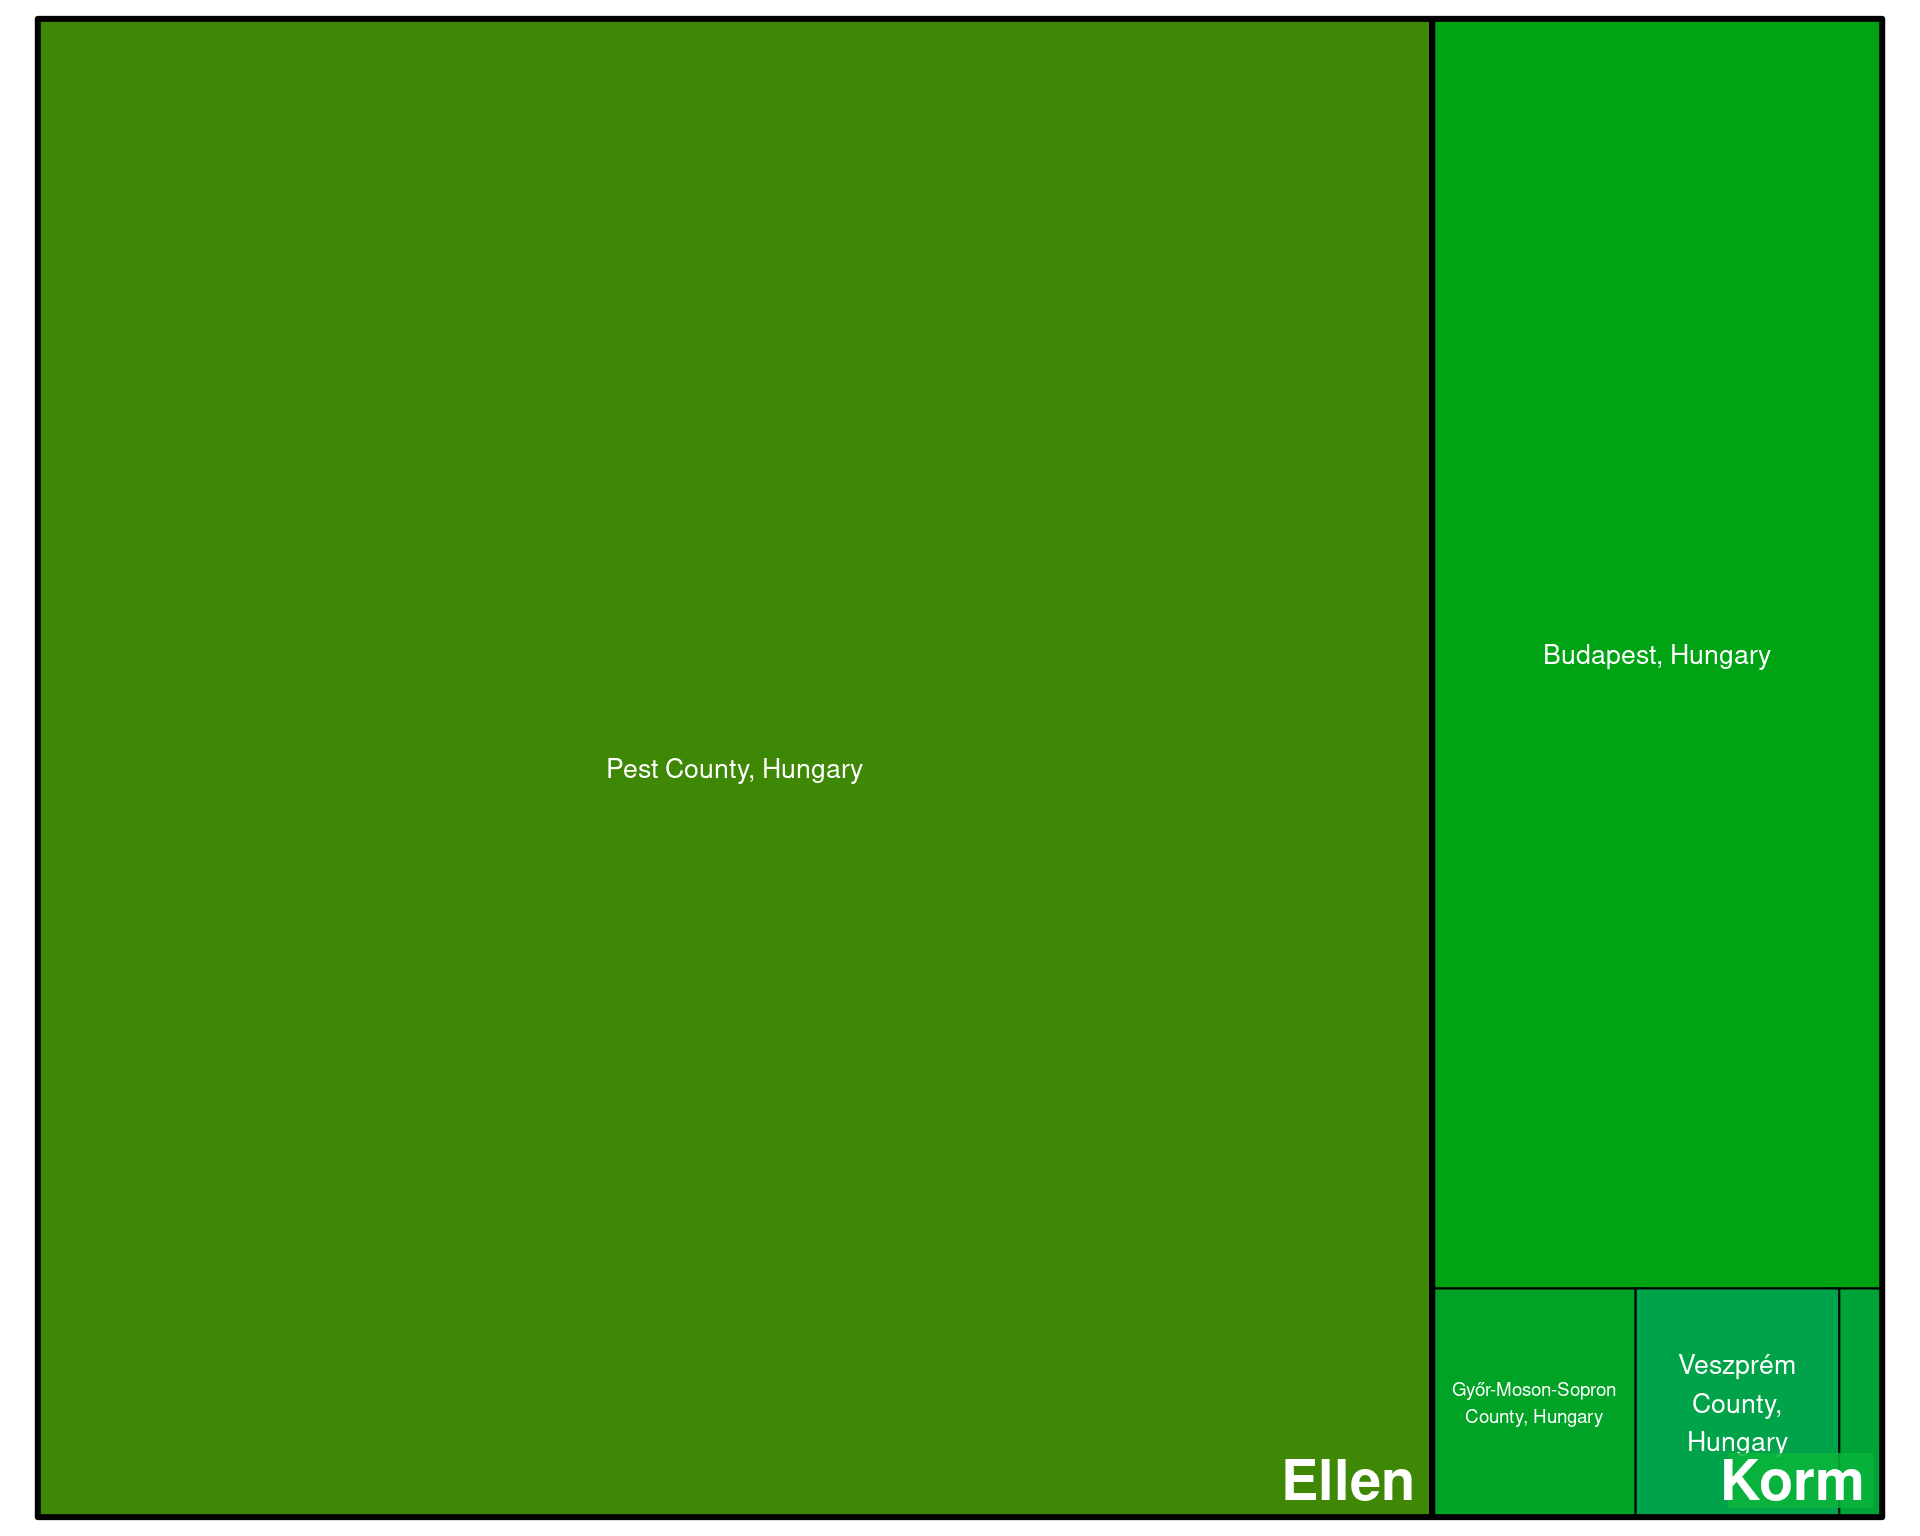 Pest County, Hungary
Ellen
Budapest, Hungary
Győr-Moson-Sopron
County, Hungary
Veszprém
County,
Hungary
Korm